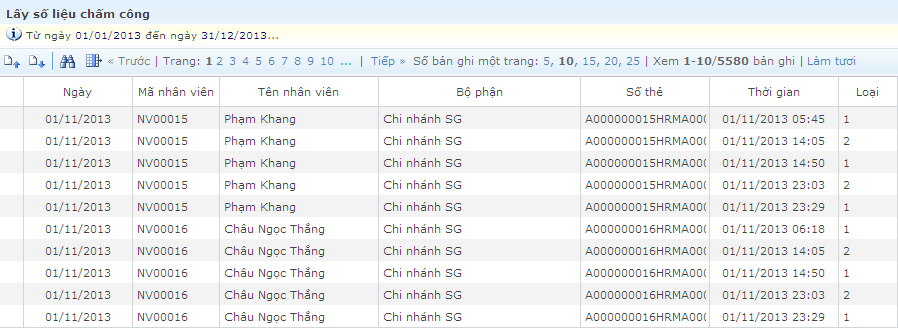 Lấy số liệu chấm công
Từ ngày 01/01/2013 đến ngày 31/12/2013...
« Trước | Trang: 1 2 3 4 5 6 7 8 9 10 ... | Tiếp » Số bản ghi một trang: 5, 10, 15, 20, 25 | Xem 1-10/5580 bản ghi | Làm tươi
Ngày Mã nhân viên Tên nhân viên Bộ phận Số thẻ Thời gian Loại
01/11/2013 NV00015 Phạm Khang Chi nhánh SG A000000015HRMA000 01/11/2013 05:45 1
01/11/2013 NV00015 Phạm Khang Chi nhánh SG A000000015HRMA000 01/11/2013 14:05 2
01/11/2013 NV00015 Phạm Khang Chi nhánh SG A000000015HRMA000 01/11/2013 14:50 1
01/11/2013 NV00015 Phạm Khang Chi nhánh SG A000000015HRMA000 01/11/2013 23:03 2
01/11/2013 NV00015 Phạm Khang Chi nhánh SG A000000015HRMA000 01/11/2013 23:29 1
01/11/2013 NV00016 Châu Ngọc Thắng Chi nhánh SG A000000016HRMA000 01/11/2013 06:18 1
01/11/2013 NV00016 Châu Ngọc Thắng Chi nhánh SG A000000016HRMA000 01/11/2013 14:05 2
01/11/2013 NV00016 Châu Ngọc Thắng Chi nhánh SG A000000016HRMA000 01/11/2013 14:50 1
01/11/2013 NV00016 Châu Ngọc Thắng Chi nhánh SG A000000016HRMA000 01/11/2013 23:03 2
01/11/2013 NV00016 Châu Ngọc Thắng Chi nhánh SG A000000016HRMA000 01/11/2013 23:29 1